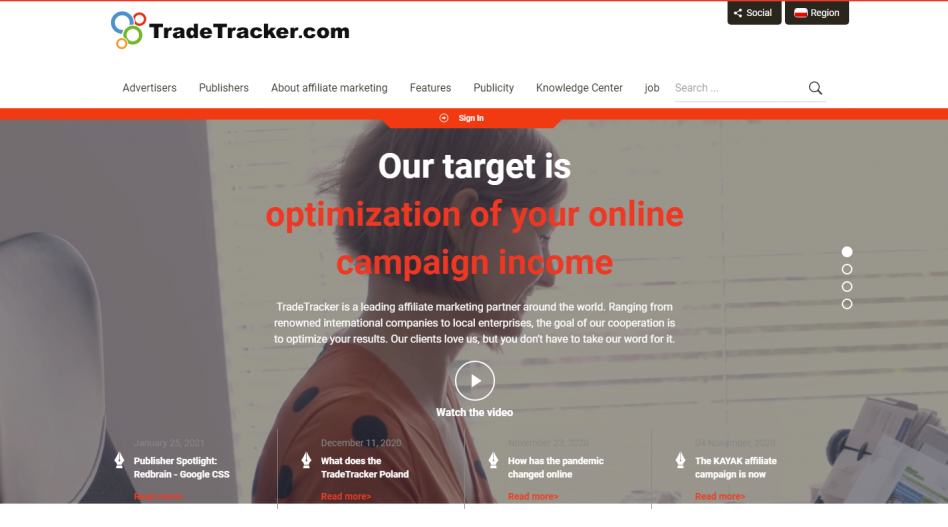 TradeTracker.com
Social
Region
Advertisers
Publishers
About affiliate marketing
Features
Publicity
Knowledge Center
job
Search ...
Sign In
Our target is
optimization of your online
campaign income
TradeTracker is a leading affiliate marketing partner around the world. Ranging from
renowned international companies to local enterprises, the goal of our cooperation is
to optimize your results. Our clients love us, but you don't have to take our word for it.
Watch the video
January 25, 2021
Publisher Spotlight:
Redbrain - Google CSS
Read more>
December 11, 2020
What does the
TradeTracker Poland
Read more>
November 23, 2020
How has the pandemic
changed online
Read more>
04 November, 2020
The KAYAK affiliate
campaign is now
Read more>